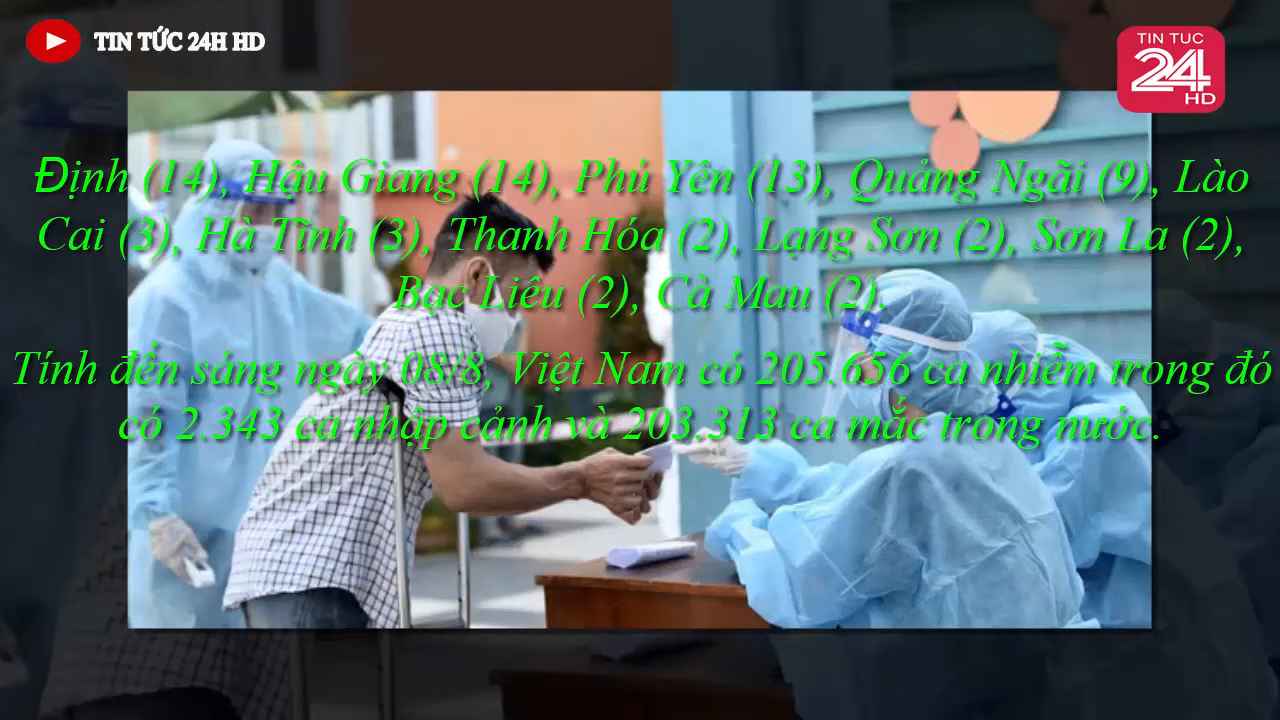 TIN TỨC 24H HD
TIN TUC
24
HD
Định (14), Hậu Giang (14), Phú Yên (13), Quảng Ngãi (9), Lào
Cai (3), Hà Tĩnh (3), Thanh Hóa (2), Lạng Sơn (2), Sơn La (2),
Bạc Liêu (2), Cà Mau (2).
Tính đến sáng ngày 08/8, Việt Nam có 205.656 ca nhiễm trong đó
có 2.343 ca nhập cảnh và 203.313 ca mắc trong nước.